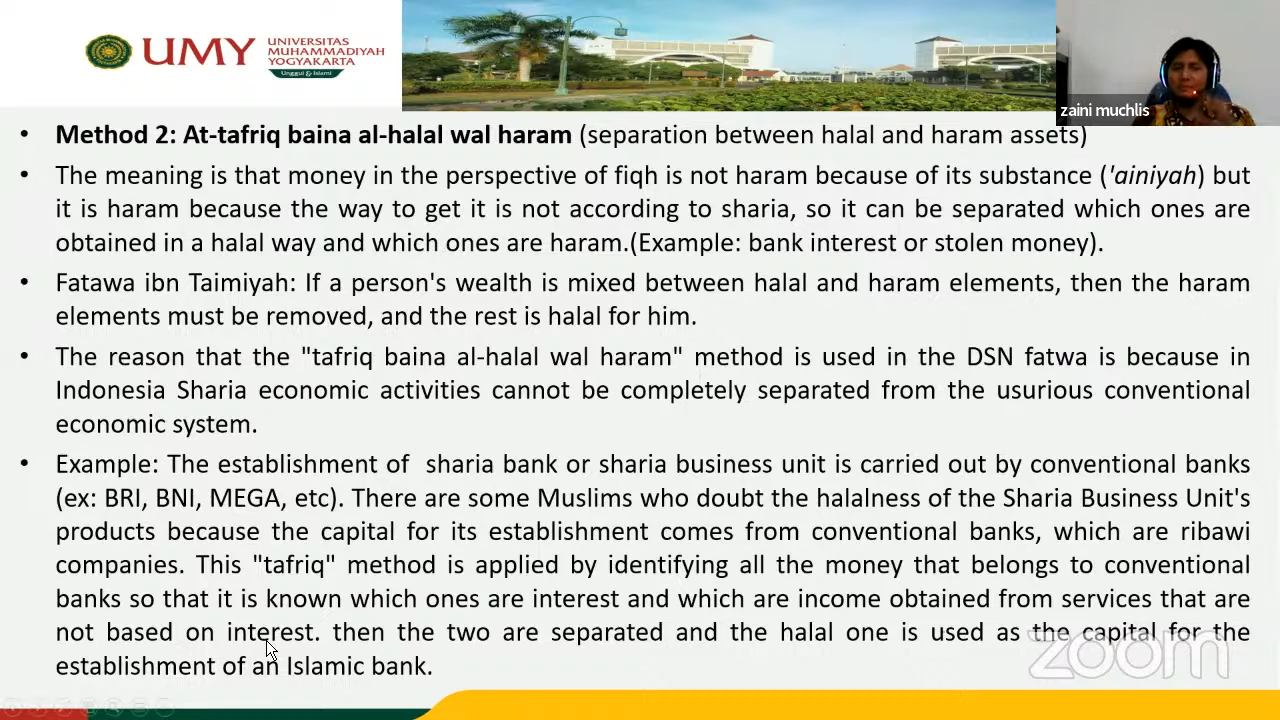 UMY
UNIVERSITAS
MUHAMMADIYAH
YOGYAKARTA
Unggul & Islami
zaini muchlis
• Method 2: At-tafriq baina al-halal wal haram (separation between halal and haram assets)
• The meaning is that money in the perspective of fiqh is not haram because of its substance ('ainiyah) but
it is haram because the way to get it is not according to sharia, so it can be separated which ones are
obtained in a halal way and which ones are haram.(Example: bank interest or stolen money).
• Fatawa ibn Taimiyah: If a person's wealth is mixed between halal and haram elements, then the haram
elements must be removed, and the rest is halal for him.
• The reason that the "tafriq baina al-halal wal haram" method is used in the DSN fatwa is because in
Indonesia Sharia economic activities cannot be completely separated from the usurious conventional
economic system.
• Example: The establishment of sharia bank or sharia business unit is carried out by conventional banks
(ex: BRI, BNI, MEGA, etc). There are some Muslims who doubt the halalness of the Sharia Business Unit's
products because the capital for its establishment comes from conventional banks, which are ribawi
companies. This "tafriq" method is applied by identifying all the money that belongs to conventional
banks so that it is known which ones are interest and which are income obtained from services that are
not based on interest. then the two are separated and the halal one is used as the capital for the
establishment of an Islamic bank.
zoom